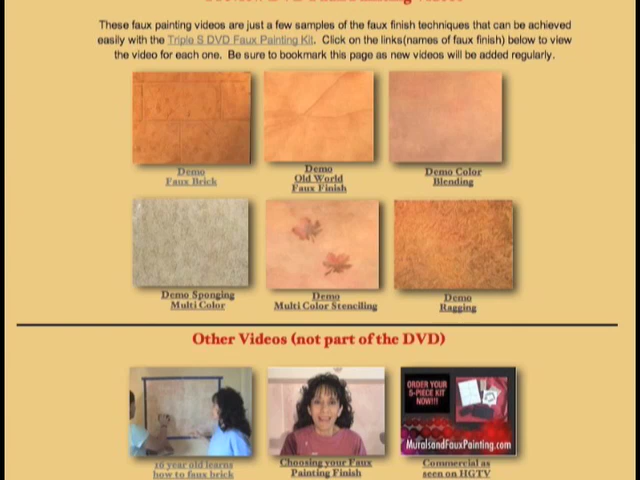 These faux painting videos are just a few samples of the faux finish techniques that can be achieved
easily with the Triple S DVD Faux Painting Kit. Click on the links(names of faux finish) below to view
the video for each one. Be sure to bookmark this page as new videos will be added regularly.
Demo
Faux Brick
Demo
Old World
Faux Finish
Demo Color
Blending
Demo Sponging
Multi Color
Demo
Multi Color Stenciling
Demo
Ragging
Other Videos (not part of the DVD)
ORDER YOUR
5-PIECE KIT
NOW!!!
MuralsandFauxPainting.com
16 year old learns
how to faux brick
Choosing your Faux
Painting Finish
Commercial as
seen on HGTV